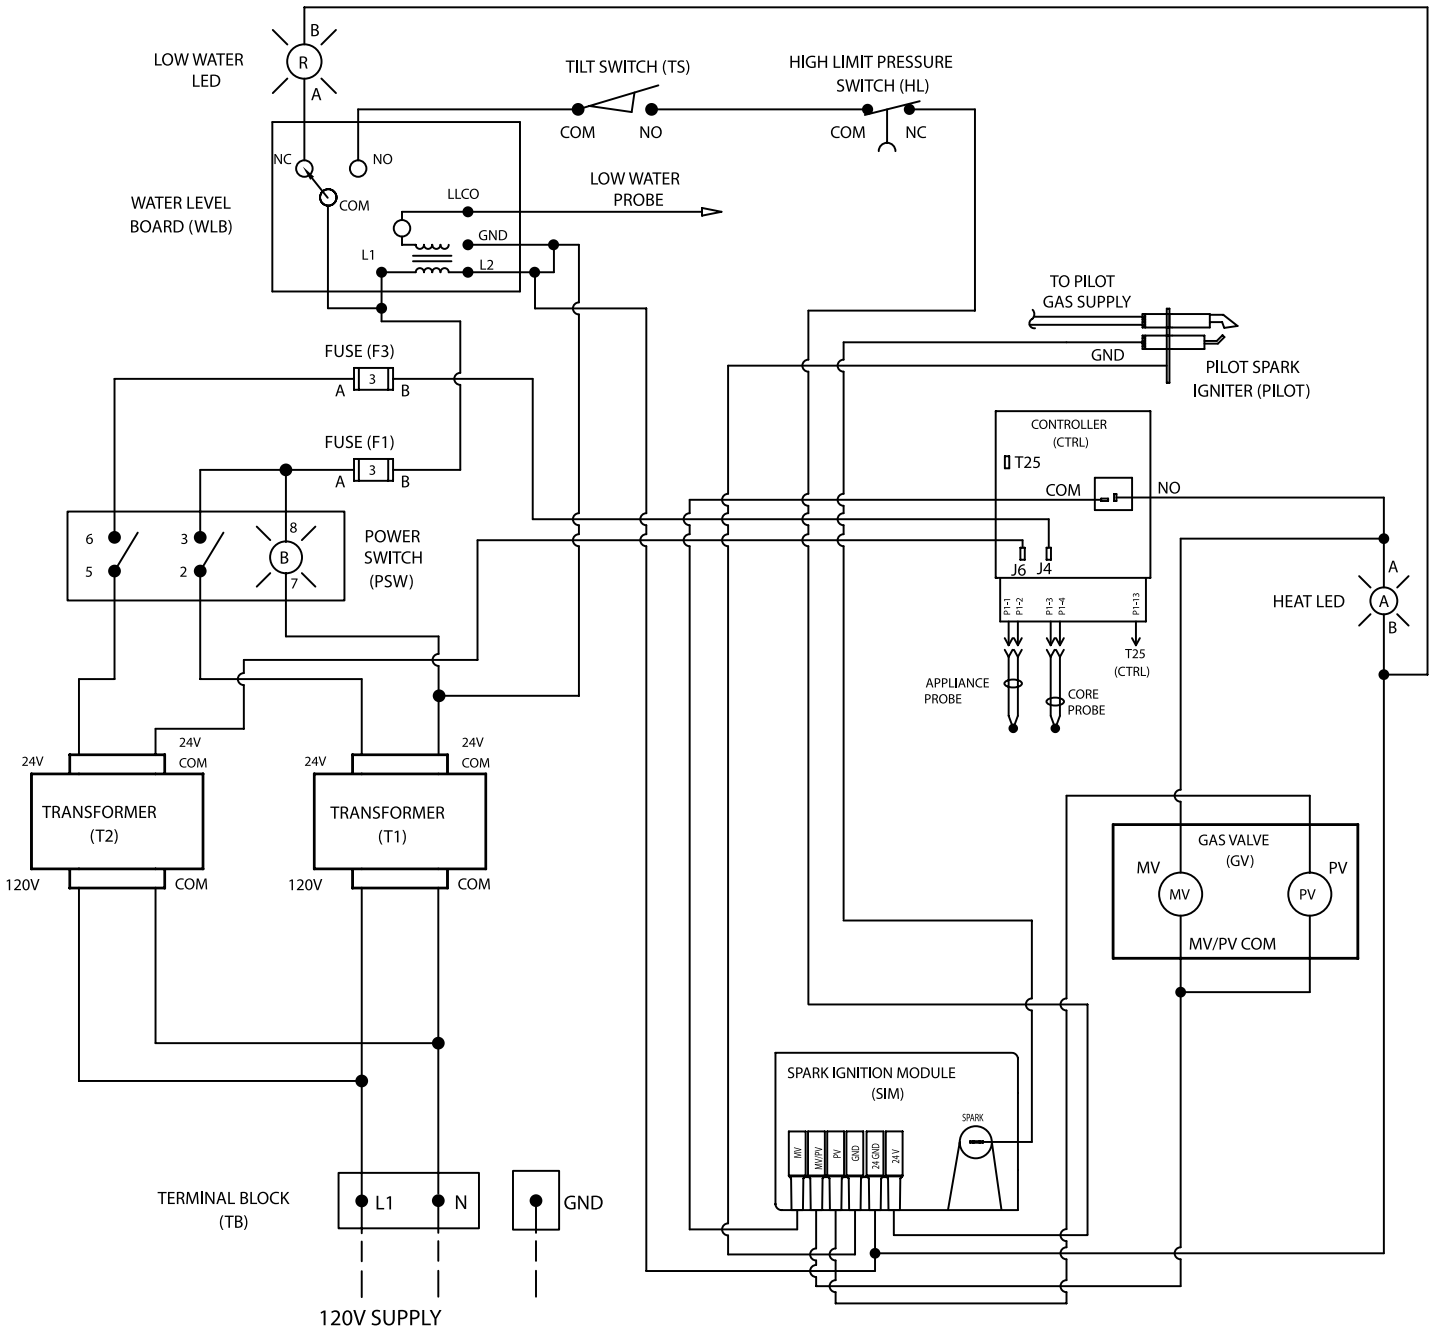 B
LOW WATER
LED
R
A
TILT SWITCH (TS)
HIGH LIMIT PRESSURE
SWITCH (HL)
COM
NO
COM
NC
NC
NO
WATER LEVEL
BOARD (WLB)
COM
LLCO
LOW WATER
PROBE
GND
L1
L2
TO PILOT
GAS SUPPLY
GND
PILOT SPARK
IGNITER (PILOT)
FUSE (F3)
3
A
B
CONTROLLER
(CTRL)
T25
COM
NO
FUSE (F1)
3
A
B
6
3
8
B
5
2
7
POWER
SWITCH
(PSW)
J6
J4
P1-1
P1-2
P1-3
P1-4
P1-13
T25
(CTRL)
HEAT LED
A
A
B
APPLIANCE
PROBE
CORE
PROBE
24V
24V
COM
24V
24V
COM
TRANSFORMER
(T2)
TRANSFORMER
(T1)
120V
COM
120V
COM
GAS VALVE
(GV)
MV
PV
MV
PV
MV/PV COM
SPARK IGNITION MODULE
(SIM)
SPARK
MV
MV/PV
PV
GND
24 GND
24 V
TERMINAL BLOCK
(TB)
L1
N
GND
120V SUPPLY